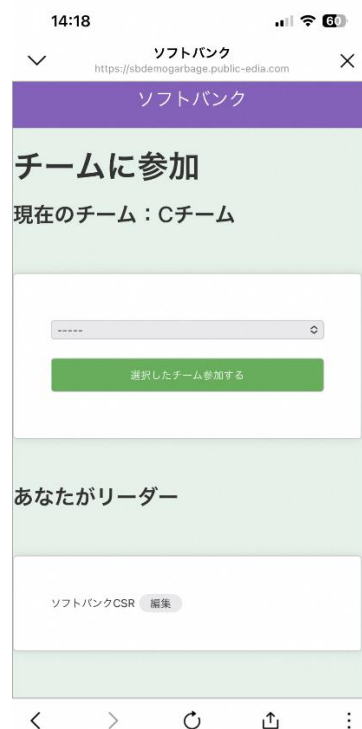 14:18
60
ソフトバンク
https://sbdemogarbage.public-edia.com
ソフトバンク
チームに参加
現在のチーム：Cチーム
-----
選択したチーム参加する
あなたがリーダー
ソフトバンクCSR 編集